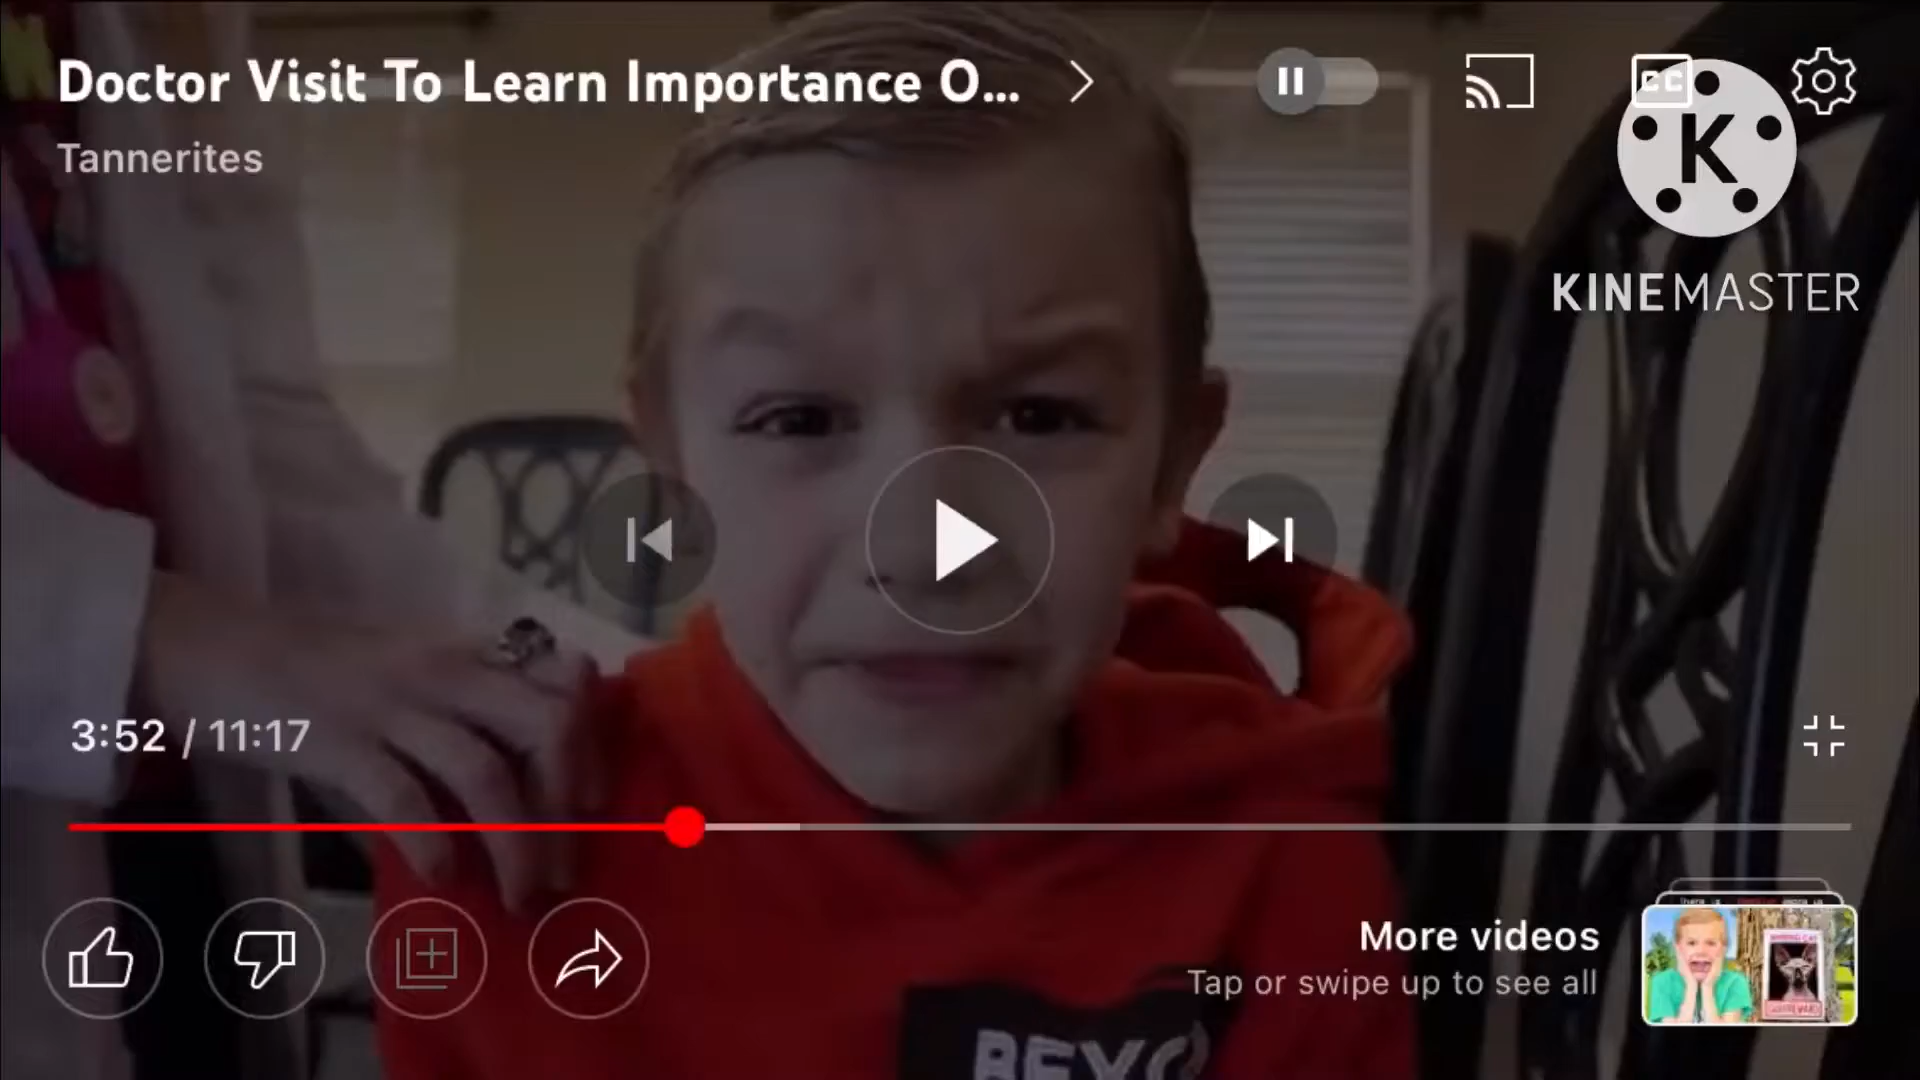 Doctor Visit To Learn Importance O...
Tannerites
CC
K
KINEMASTER
3:52 / 11:17
More videos
Tap or swipe up to see all